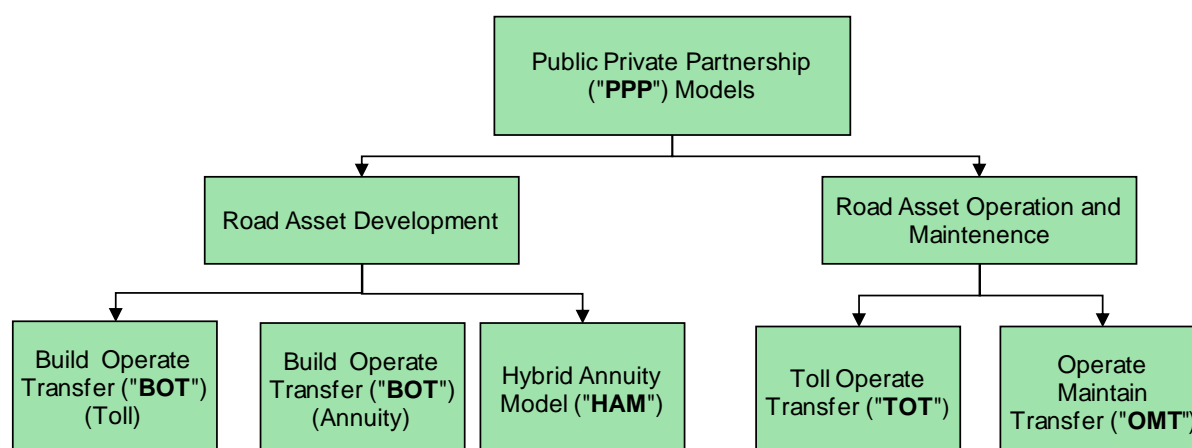 Public Private Partnership
("PPP") Models
Road Asset Development
Road Asset Operation and
Maintenence
Build Operate
Transfer ("BOT")
(Toll)
Build Operate
Transfer ("BOT")
(Annuity)
Hybrid Annuity
Model ("HAM")
Toll Operate
Transfer ("TOT")
Operate
Maintain
Transfer ("OMT")